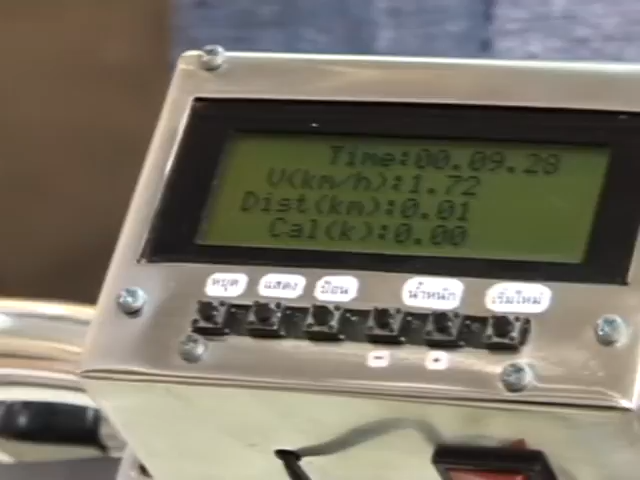 Time:00.09.28
V(km/h):1.72
Dist(km):0.01
Cal(k):0.00
หยุด แสดง ป้อน น้ำหนัก เริ่มใหม่
- +